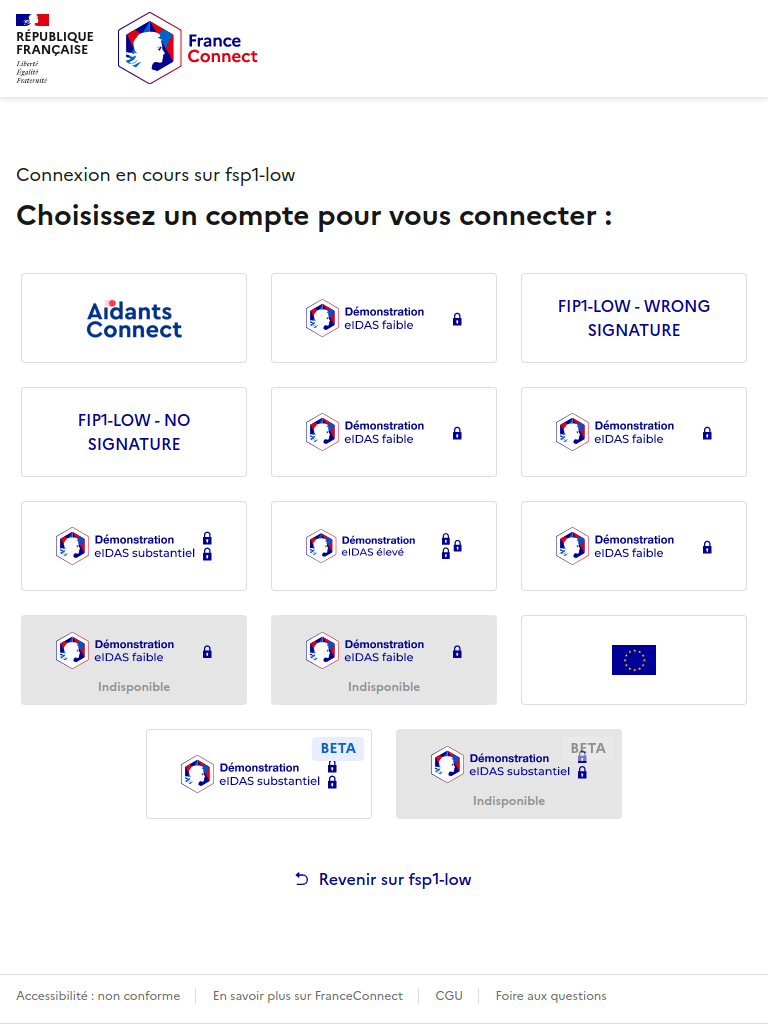 RÉPUBLIQUE
FRANÇAISE
Liberté
Égalité
Fraternité
France
Connect
Connexion en cours sur fsp1-low
Choisissez un compte pour vous connecter :
Aidants
Connect
Démonstration
eIDAS faible
FIP1-LOW - WRONG
SIGNATURE
FIP1-LOW - NO
SIGNATURE
Démonstration
eIDAS faible
Démonstration
eIDAS faible
Démonstration
eIDAS substantiel
Démonstration
eIDAS élevé
Démonstration
eIDAS faible
Démonstration
eIDAS faible
Indisponible
Démonstration
eIDAS faible
Indisponible
BETA
Démonstration
eIDAS substantiel
BETA
Démonstration
eIDAS substantiel
Indisponible
Revenir sur fsp1-low
Accessibilité : non conforme
En savoir plus sur FranceConnect
CGU
Foire aux questions